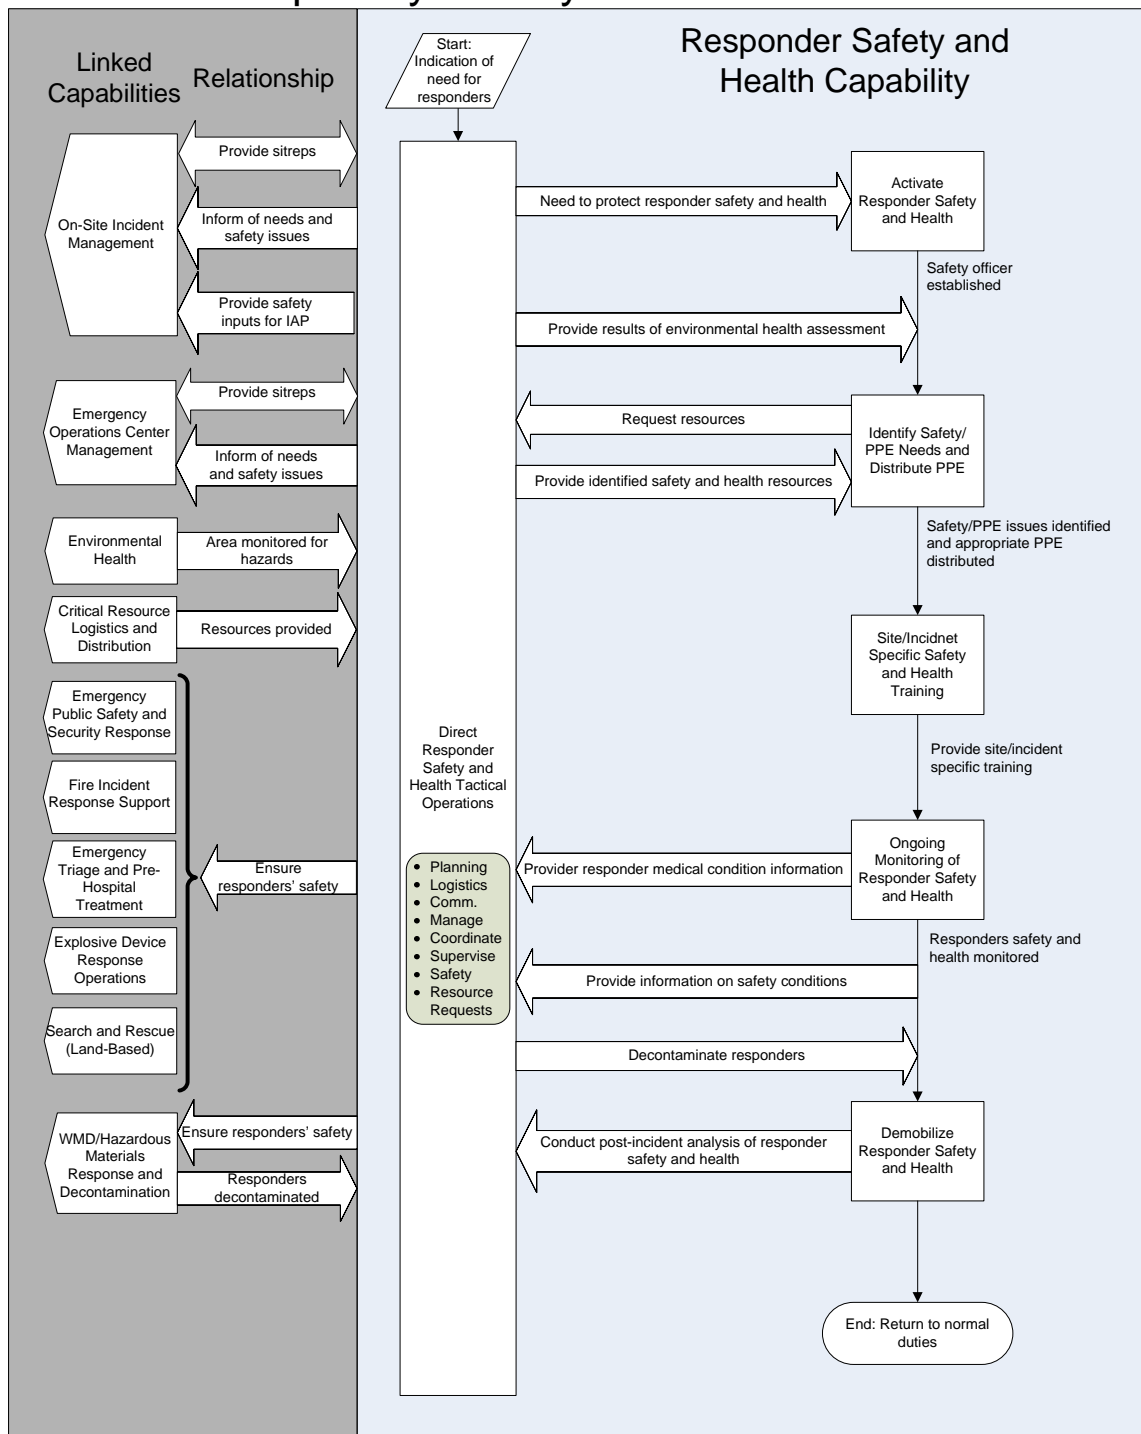 Linked
Capabilities
Relationship
Start:
Indication of
need for
responders
Responder Safety and
Health Capability
On-Site Incident
Management
Provide sitreps
Inform of needs and
safety issues
Provide safety
inputs for IAP
Emergency
Operations Center
Management
Provide sitreps
Inform of needs
and safety issues
Environmental
Health
Area monitored for
hazards
Critical Resource
Logistics and
Distribution
Resources provided
Emergency
Public Safety and
Security Response
Fire Incident
Response Support
Emergency
Triage and Pre-
Hospital
Treatment
Explosive Device
Response
Operations
Search and Rescue
(Land-Based)
Ensure
responders' safety
WMD/Hazardous
Materials
Response and
Decontamination
Ensure responders' safety
Responders
decontaminated
Direct
Responder
Safety and
Health Tactical
Operations
• Planning
• Logistics
• Comm.
• Manage
• Coordinate
• Supervise
• Safety
• Resource
Requests
Need to protect responder safety and health
Activate
Responder Safety
and Health
Safety officer
established
Provide results of environmental health assessment
Request resources
Provide identified safety and health resources
Identify Safety/
PPE Needs and
Distribute PPE
Safety/PPE issues identified
and appropriate PPE
distributed
Site/Incidnet
Specific Safety
and Health
Training
Provide site/incident
specific training
Provider responder medical condition information
Ongoing
Monitoring of
Responder Safety
and Health
Responders safety and
health monitored
Provide information on safety conditions
Decontaminate responders
Conduct post-incident analysis of responder
safety and health
Demobilize
Responder Safety
and Health
End: Return to normal
duties